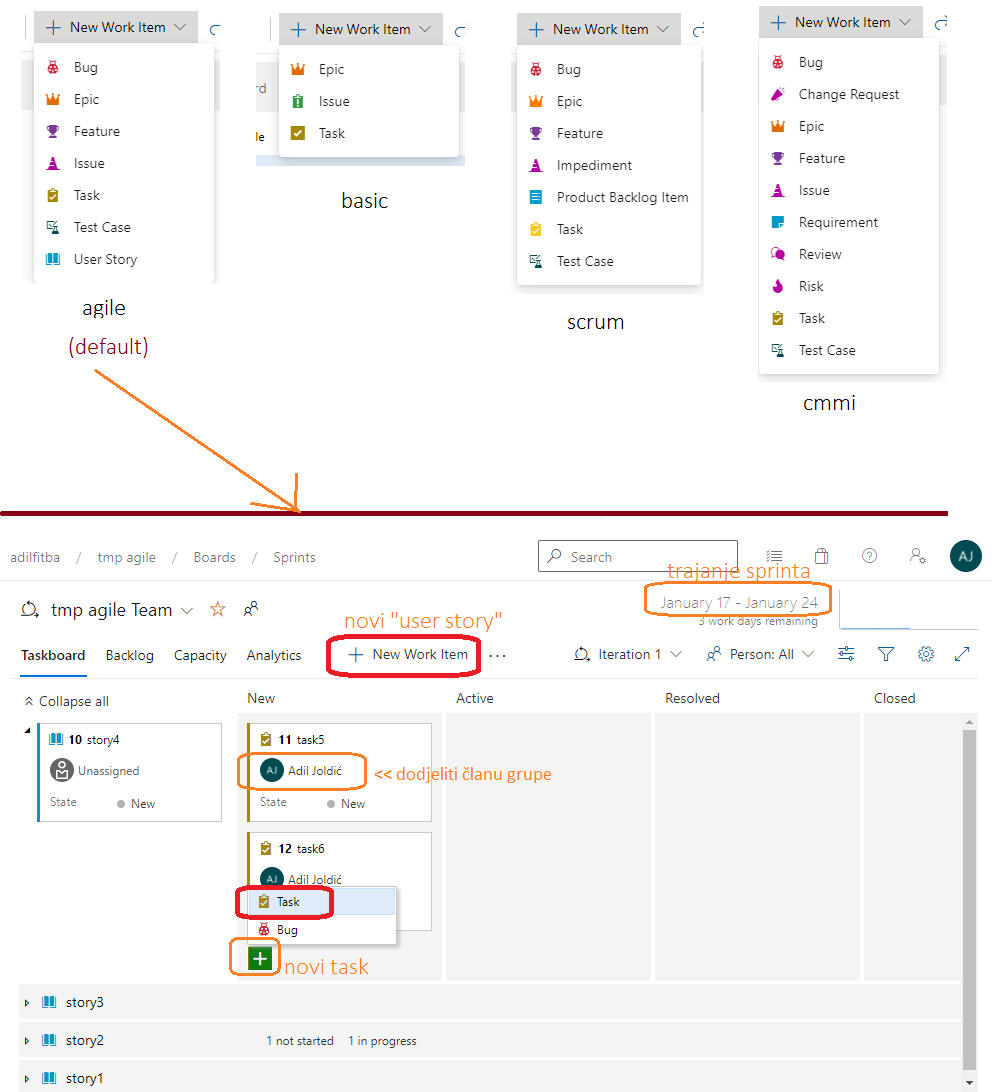 New Work Item
Bug
Epic
Feature
Issue
Task
Test Case
User Story
agile
(default)
New Work Item
rd
le
Epic
Issue
Task
basic
New Work Item
Bug
Epic
Feature
Impediment
Product Backlog Item
Task
Test Case
scrum
New Work Item
Bug
Change Request
Epic
Feature
Issue
Requirement
Review
Risk
Task
Test Case
cmmi
adilfitba / tmp agile / Boards / Sprints
Search
AJ
trajanje sprinta
tmp agile Team
January 17 - January 24
3 work days remaining
novi "user story"
Taskboard Backlog Capacity Analytics
New Work Item ...
Iteration 1
Person: All
Collapse all
New Active Resolved Closed
10 story4
Unassigned
State New
11 task5
AJ Adil Joldić
<< dodjeliti članu grupe
State New
12 task6
AJ Adil Joldić
Task
Bug
+ novi task
story3
story2 1 not started 1 in progress
story1